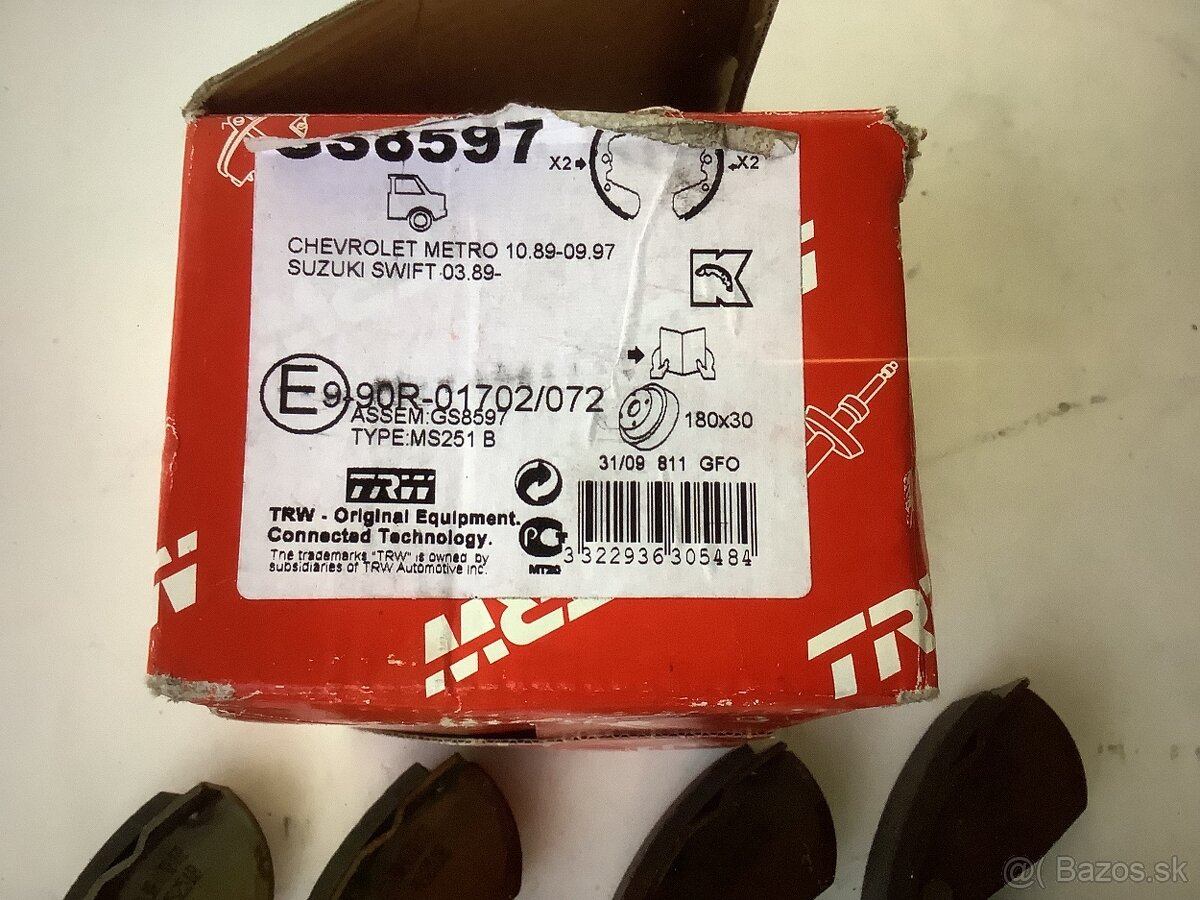 GS8597
X2
X2
CHEVROLET METRO 10.89-09.97
SUZUKI SWIFT 03.89-
E 9-90R-01702/072
ASSEM:GS8597
TYPE:MS251 B
180x30
31/09 811 GFO
TRW
TRW - Original Equipment.
Connected Technology.
The trademarks "TRW" is owned by
subsidiaries of TRW Automotive Inc.
3 322936 305484
TRW
TRW
@( Bazos.sk